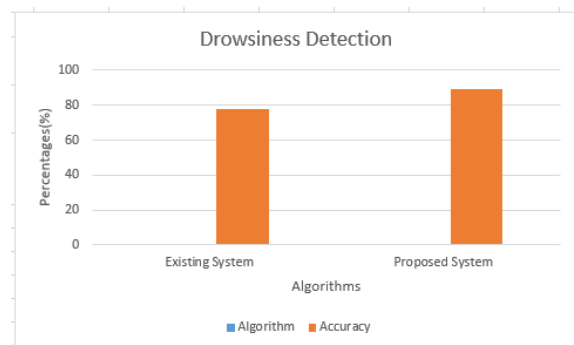 Drowsiness Detection
Percentages(%)
100
80
60
40
20
0
Existing System
Proposed System
Algorithms
Algorithm
Accuracy